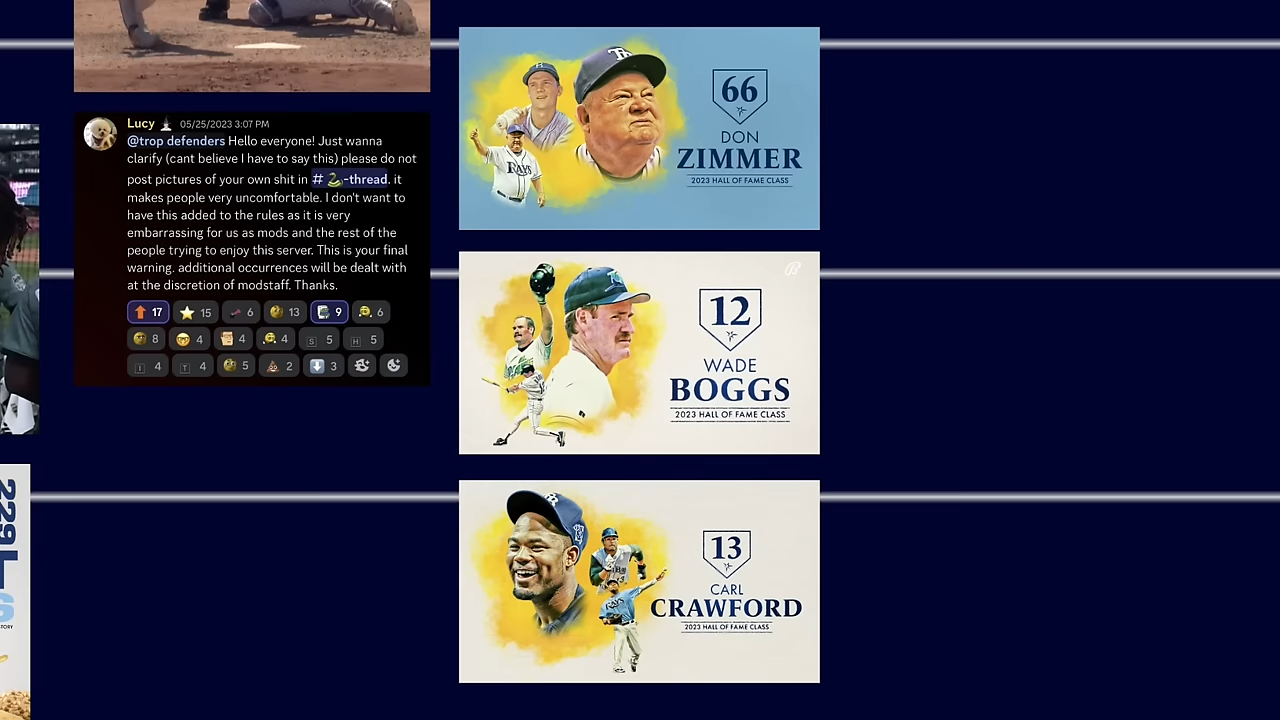 Lucy 05/25/2023 3:07 PM
@trop defenders Hello everyone! Just wanna
clarify (cant believe I have to say this) please do not
post pictures of your own shit in # 🐍-thread. it
makes people very uncomfortable. I don't want to
have this added to the rules as it is very
embarrassing for us as mods and the rest of the
people trying to enjoy this server. This is your final
warning. additional occurrences will be dealt with
at the discretion of modstaff. Thanks.
17 15 6 13 9 6
8 4 4 4 S 5 H 5
I 4 T 4 5 2 3
229
TB
RAYS
66
DON
ZIMMER
2023 HALL OF FAME CLASS
12
WADE
BOGGS
2023 HALL OF FAME CLASS
13
CARL
CRAWFORD
2023 HALL OF FAME CLASS